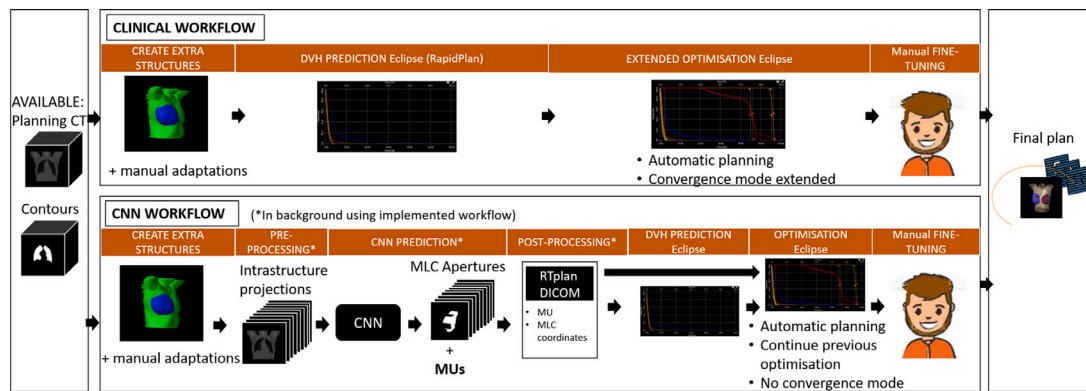 CLINICAL WORKFLOW
CREATE EXTRA
STRUCTURES
DVH PREDICTION Eclipse (RapidPlan)
EXTENDED OPTIMISATION Eclipse
Manual FINE-
TUNING
AVAILABLE:
Planning CT
Contours
+ manual adaptations
• Automatic planning
• Convergence mode extended
Final plan
CNN WORKFLOW
(*In background using implemented workflow)
CREATE EXTRA
STRUCTURES
PRE-
PROCESSING*
CNN PREDICTION*
POST-PROCESSING*
DVH PREDICTION
Eclipse
OPTIMISATION
Eclipse
Manual FINE-
TUNING
Intrastructure
projections
CNN
MLC Apertures
+
MUs
RTplan
DICOM
• MU
• MLC
coordinates
+ manual adaptations
• Automatic planning
• Continue previous
optimisation
• No convergence mode